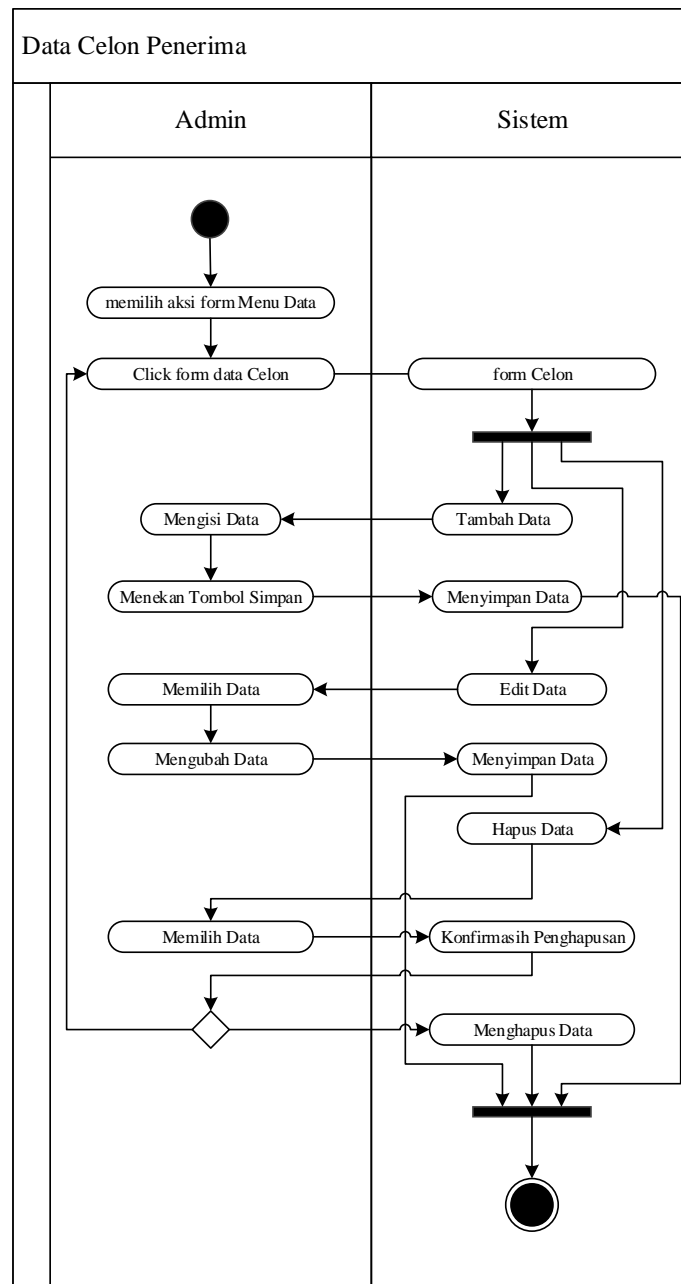 Data Celon Penerima
Admin
Sistem
memilih aksi form Menu Data
Click form data Celon
form Celon
Mengisi Data
Tambah Data
Menekan Tombol Simpan
Menyimpan Data
Memilih Data
Edit Data
Mengubah Data
Menyimpan Data
Hapus Data
Memilih Data
Konfirmasih Penghapusan
Menghapus Data